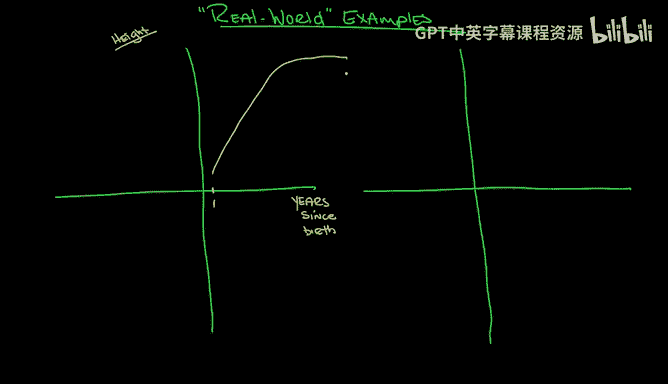 "REAL-WORLD" EXAMPLES
GPT中英字幕课程资源 bilibili
Height
1
YEARS
Since
birth